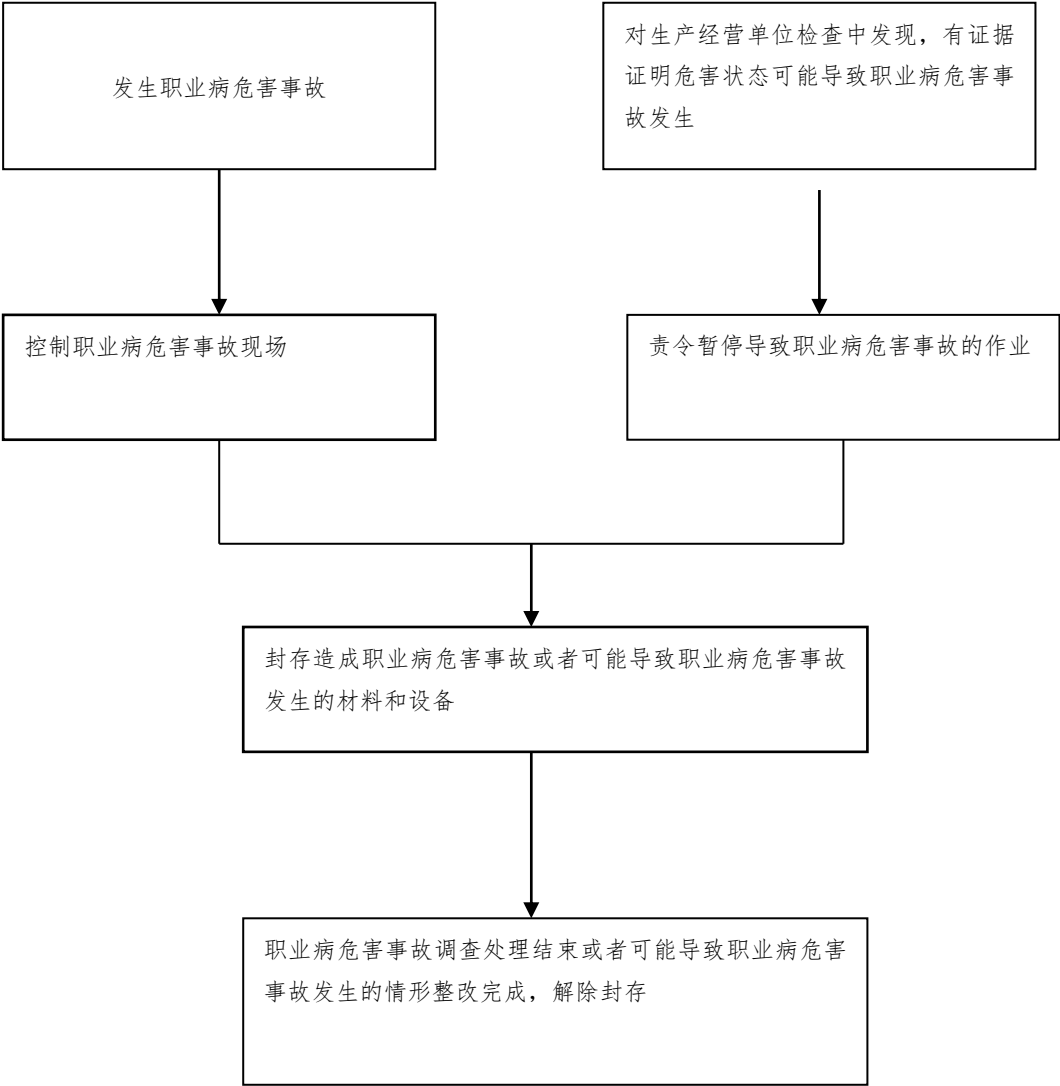 发生职业病危害事故
对生产经营单位检查中发现，有证据
证明危害状态可能导致职业病危害事
故发生
控制职业病危害事故现场
责令暂停导致职业病危害事故的作业
封存造成职业病危害事故或者可能导致职业病危害事故
发生的材料和设备
职业病危害事故调查处理结束或者可能导致职业病危害
事故发生的情形整改完成，解除封存